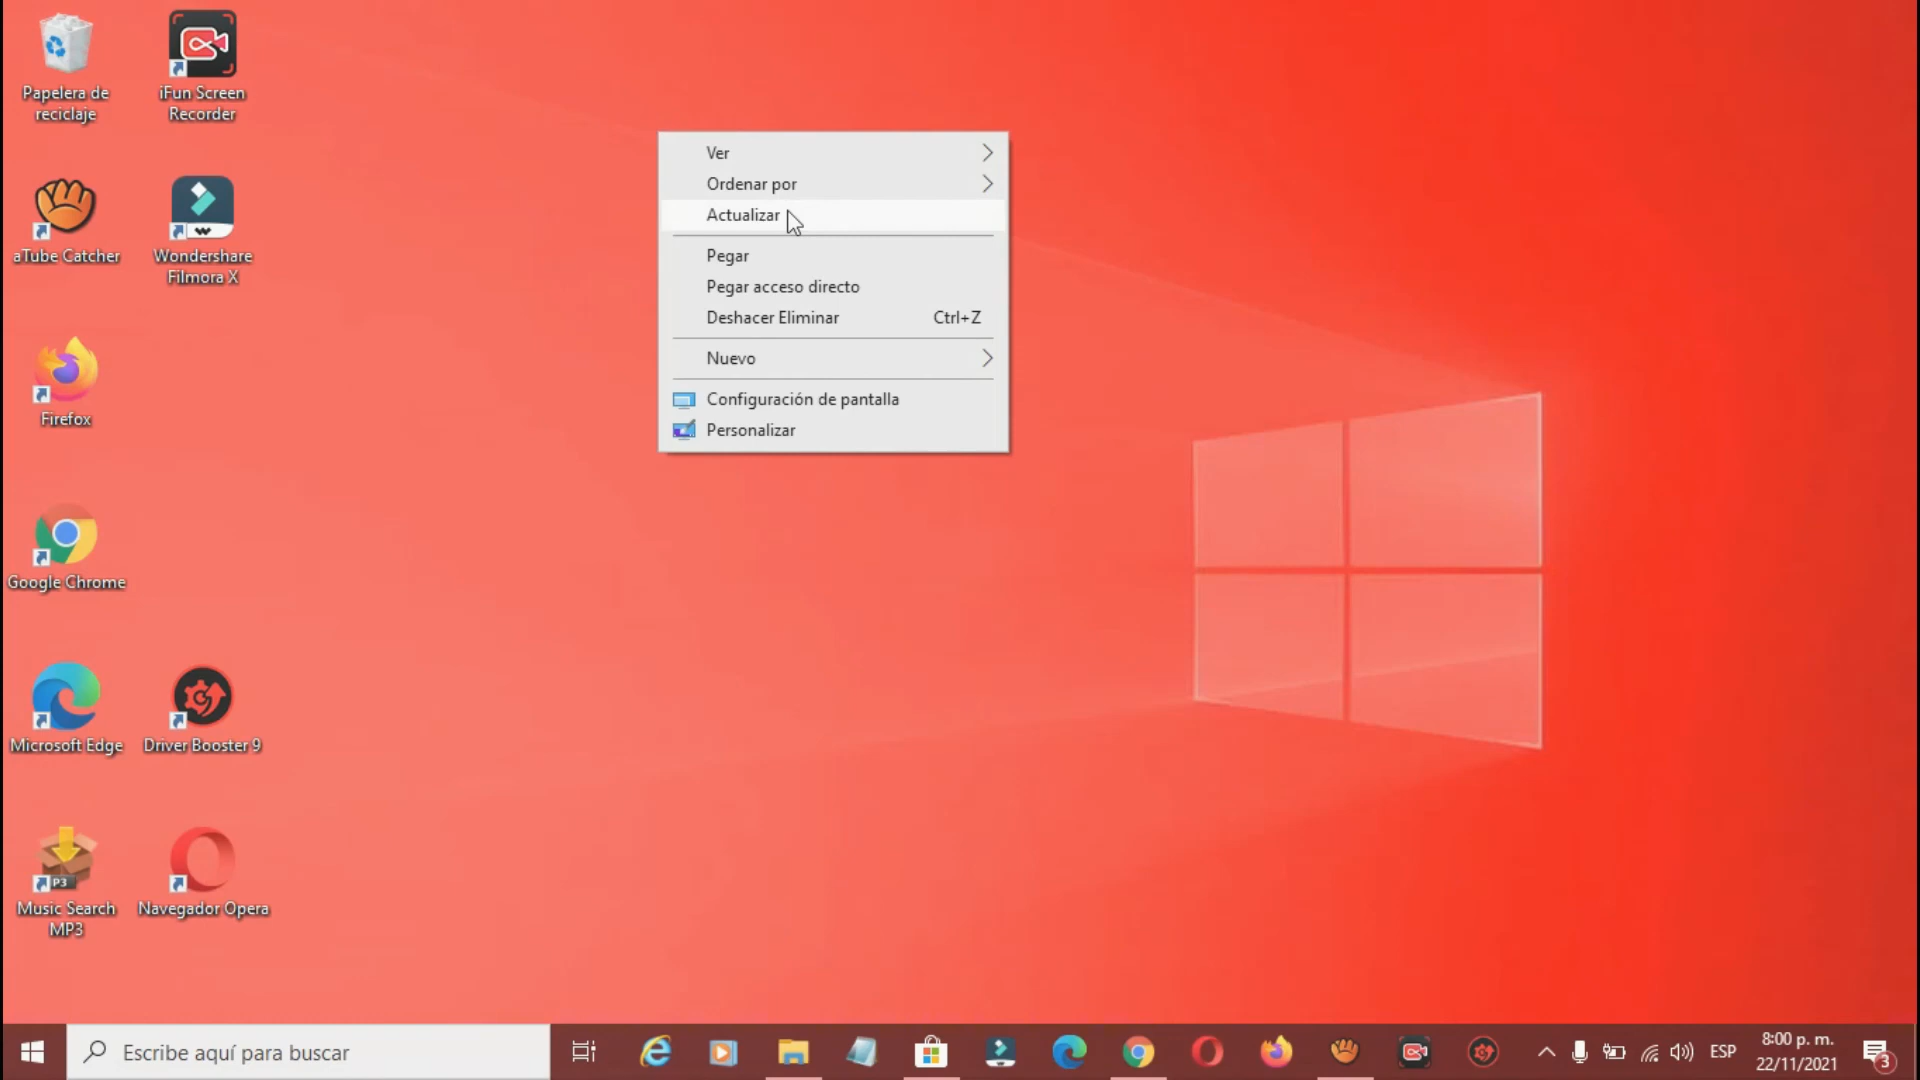 Papelera de
reciclaje
iFun Screen
Recorder
aTube Catcher
Wondershare
Filmora X
Firefox
Google Chrome
Microsoft Edge
Driver Booster 9
P3
Music Search
MP3
Navegador Opera
Ver
Ordenar por
Actualizar
Pegar
Pegar acceso directo
Deshacer Eliminar Ctrl+Z
Nuevo
Configuración de pantalla
Personalizar
Escribe aquí para buscar
ESP
8:00 p. m.
22/11/2021
3